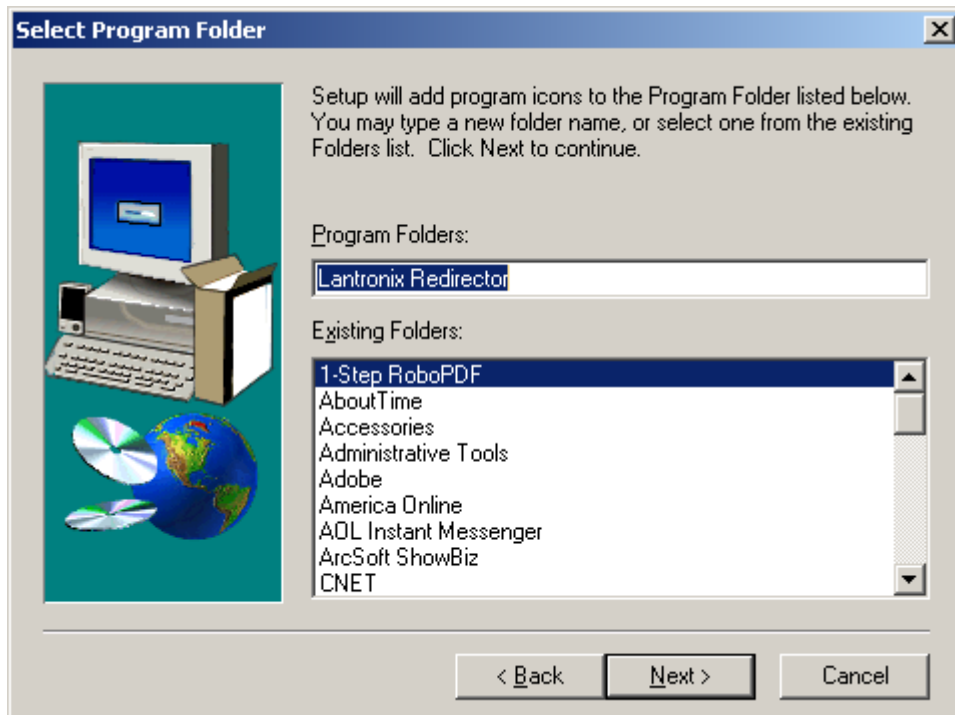 Select Program Folder
Setup will add program icons to the Program Folder listed below.
You may type a new folder name, or select one from the existing
Folders list.  Click Next to continue.
Program Folders:
Lantronix Redirector
Existing Folders:
1-Step RoboPDF
AboutTime
Accessories
Administrative Tools
Adobe
America Online
AOL Instant Messenger
ArcSoft ShowBiz
CNET
< Back
Next >
Cancel